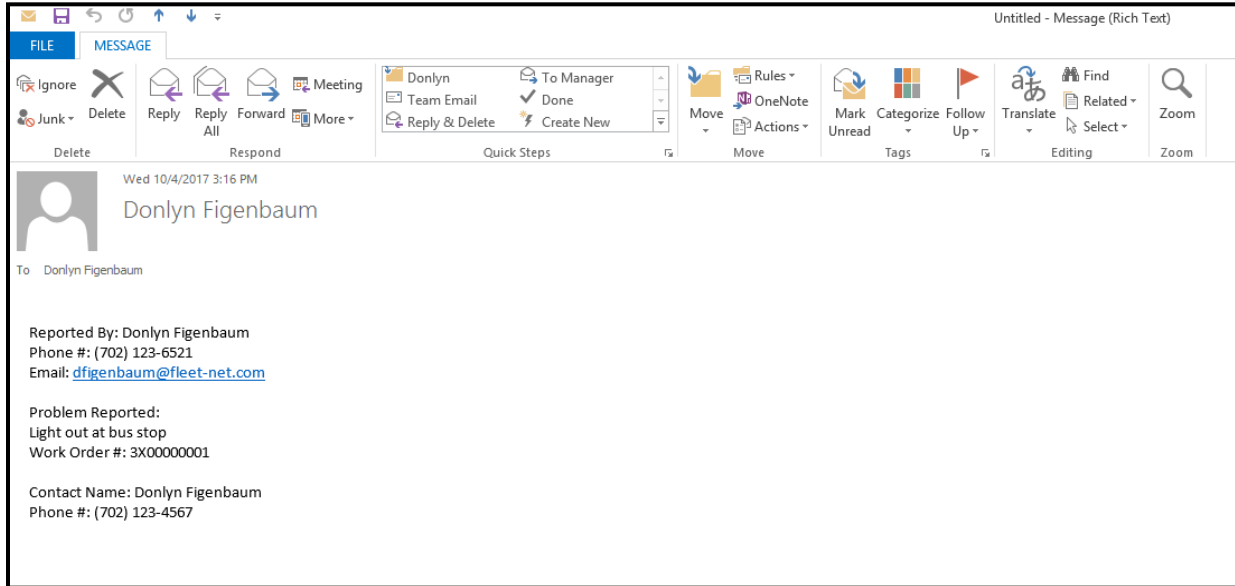 Untitled - Message (Rich Text)
FILE MESSAGE
Ignore
Junk
Delete
Delete
Reply
Reply All
Forward
Meeting
More
Respond
Donlyn
Team Email
Reply & Delete
To Manager
Done
Create New
Quick Steps
Move
Rules
OneNote
Actions
Move
Mark Unread
Categorize
Follow Up
Tags
Translate
Find
Related
Select
Editing
Zoom
Zoom
Wed 10/4/2017 3:16 PM
Donlyn Figenbaum
To Donlyn Figenbaum
Reported By: Donlyn Figenbaum
Phone #: (702) 123-6521
Email: dfigenbaum@fleet-net.com
Problem Reported:
Light out at bus stop
Work Order #: 3X00000001
Contact Name: Donlyn Figenbaum
Phone #: (702) 123-4567